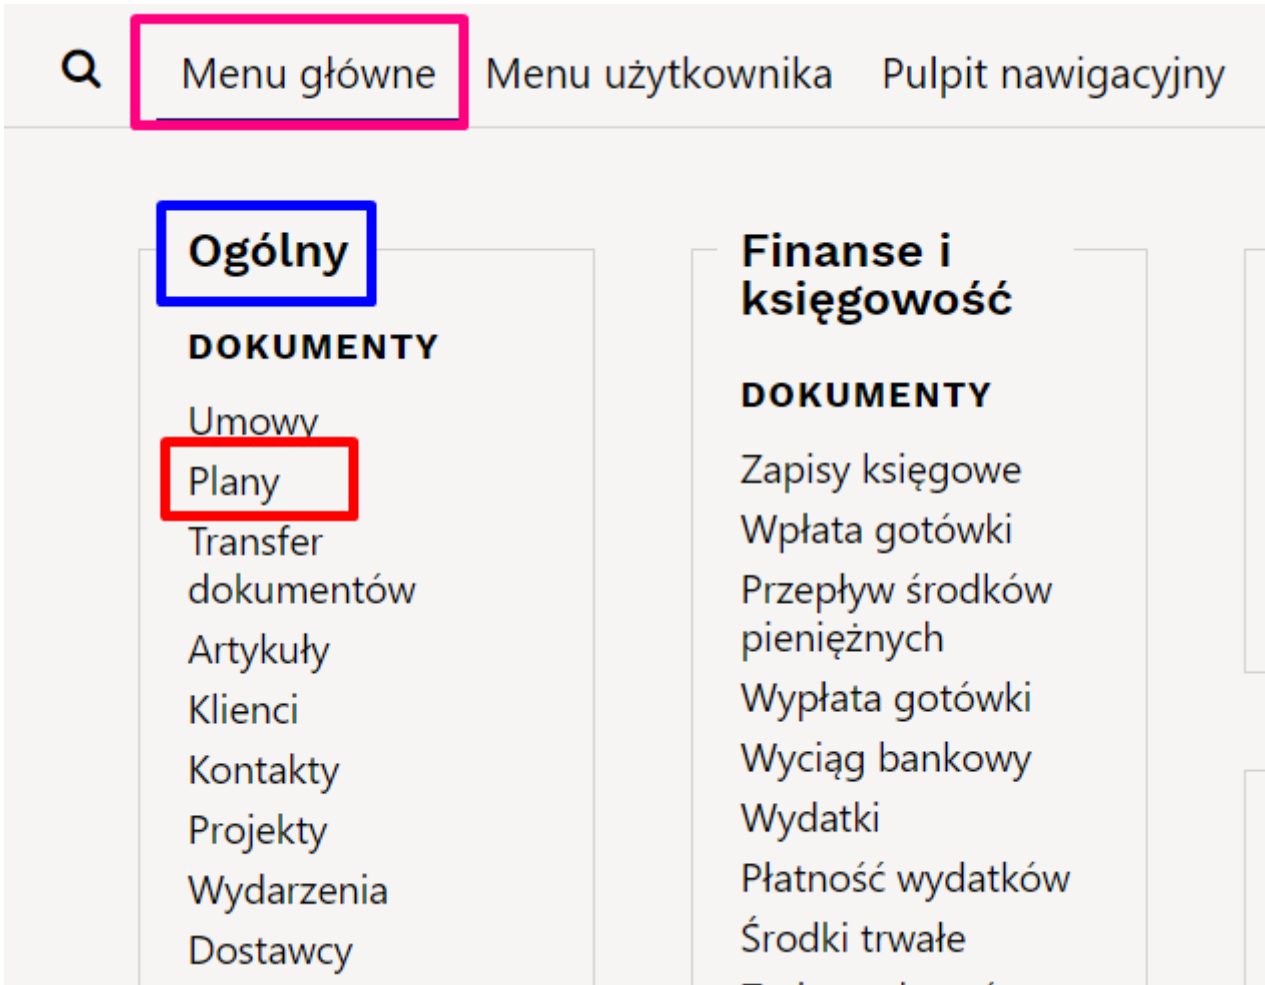 Menu główne Menu użytkownika Pulpit nawigacyjny
Ogólny
DOKUMENTY
Umowy
Plany
Transfer
dokumentów
Artykuły
Klienci
Kontakty
Projekty
Wydarzenia
Dostawcy
Finanse i
księgowość
DOKUMENTY
Zapisy księgowe
Wpłata gotówki
Przepływ środków
pieniężnych
Wypłata gotówki
Wyciąg bankowy
Wydatki
Płatność wydatków
Środki trwałe